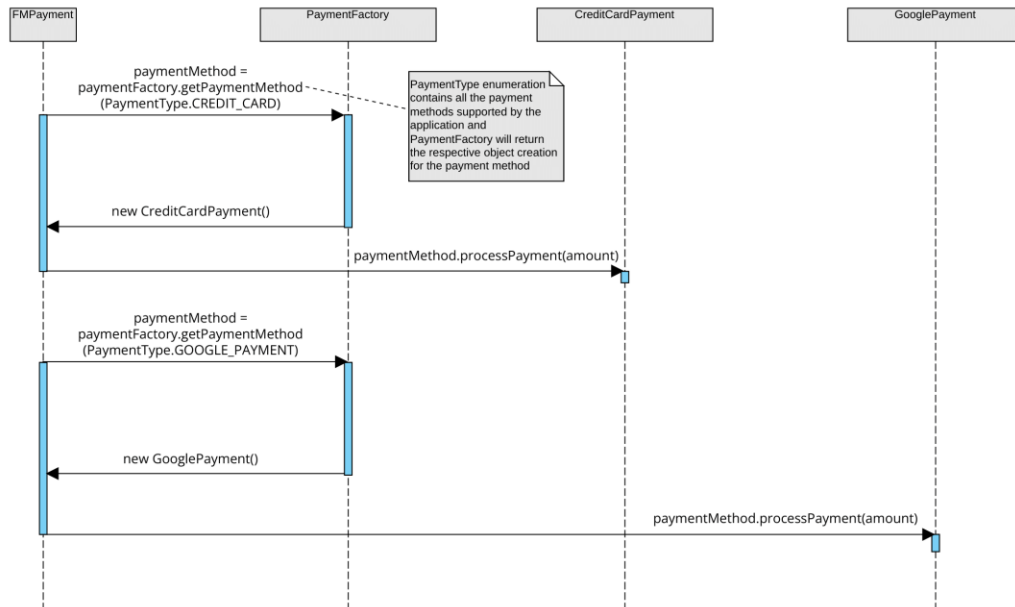 FMPayment
PaymentFactory
CreditCardPayment
GooglePayment
paymentMethod =
paymentFactory.getPaymentMethod
(PaymentType.CREDIT_CARD)
PaymentType enumeration
contains all the payment
methods supported by the
application and
PaymentFactory will return
the respective object creation
for the payment method
new CreditCardPayment()
paymentMethod.processPayment(amount)
paymentMethod =
paymentFactory.getPaymentMethod
(PaymentType.GOOGLE_PAYMENT)
new GooglePayment()
paymentMethod.processPayment(amount)